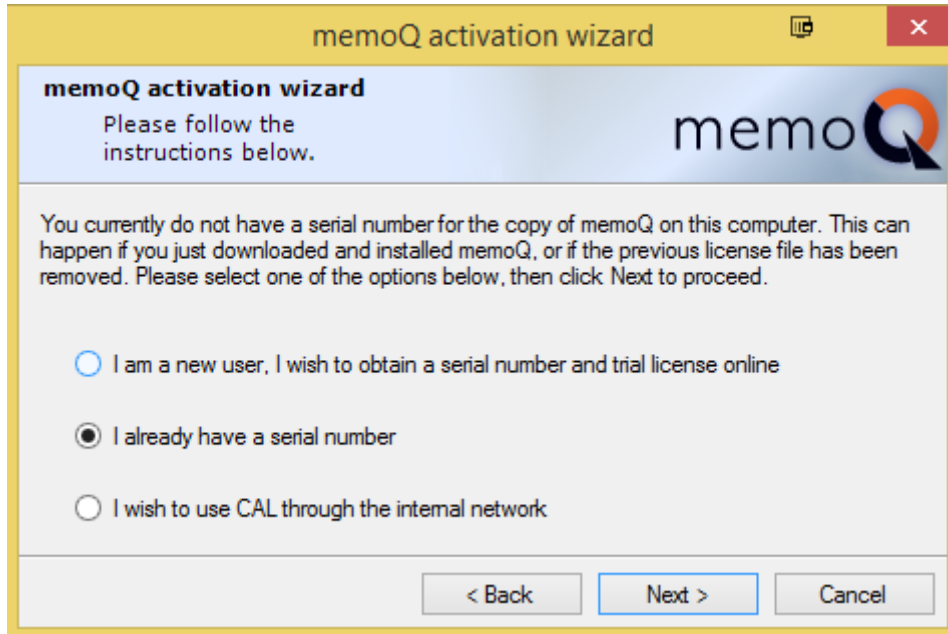 memoQ activation wizard
memoQ activation wizard
Please follow the
instructions below.
memoQ
You currently do not have a serial number for the copy of memoQ on this computer. This can
happen if you just downloaded and installed memoQ, or if the previous license file has been
removed. Please select one of the options below, then click Next to proceed.
I am a new user, I wish to obtain a serial number and trial license online
I already have a serial number
I wish to use CAL through the internal network
< Back Next > Cancel